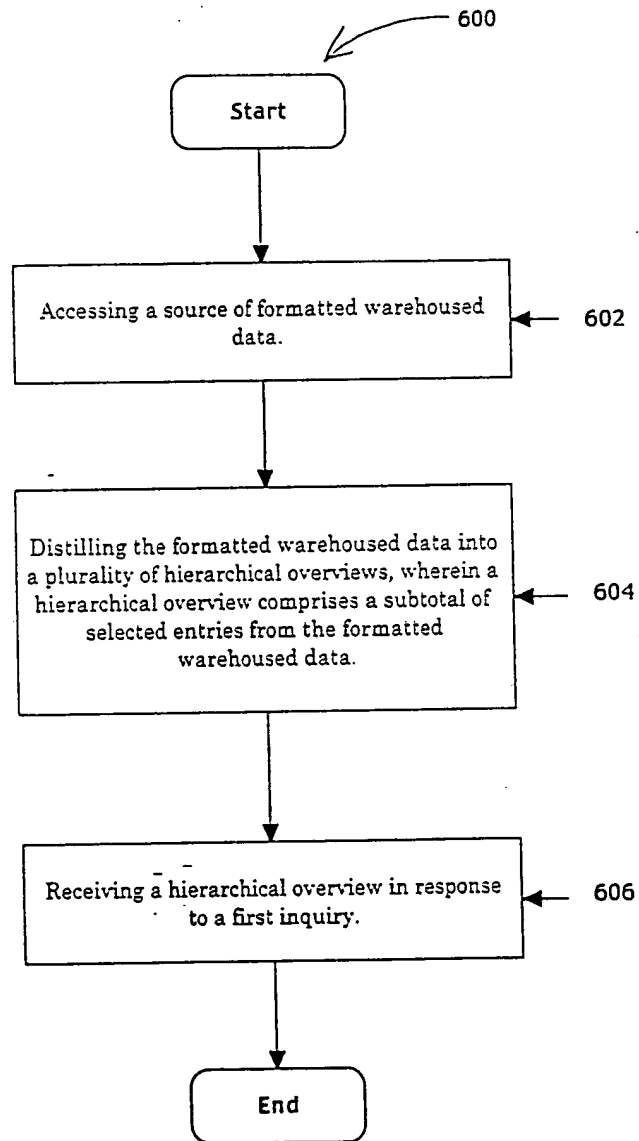 600
Start
Accessing a source of formatted warehoused
data.
602
Distilling the formatted warehoused data into
a plurality of hierarchical overviews, wherein a
hierarchical overview comprises a subtotal of
selected entries from the formatted
warehoused data.
604
Receiving a hierarchical overview in response
to a first inquiry.
606
End